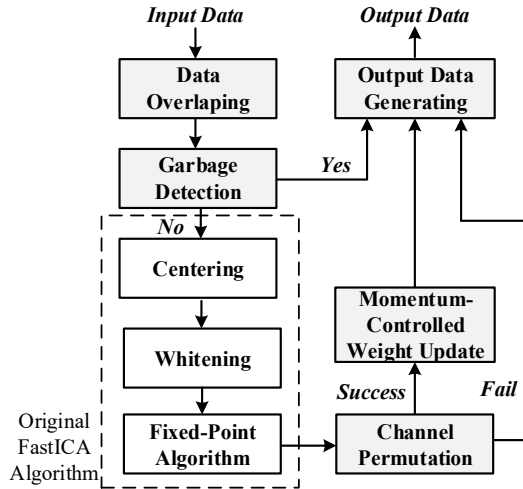 Input Data
Output Data
Data
Overlaping
Output Data
Generating
Garbage
Detection
Yes
No
Centering
Momentum-
Controlled
Weight Update
Whitening
Success
Fail
Original
FastICA
Algorithm
Fixed-Point
Algorithm
Channel
Permutation